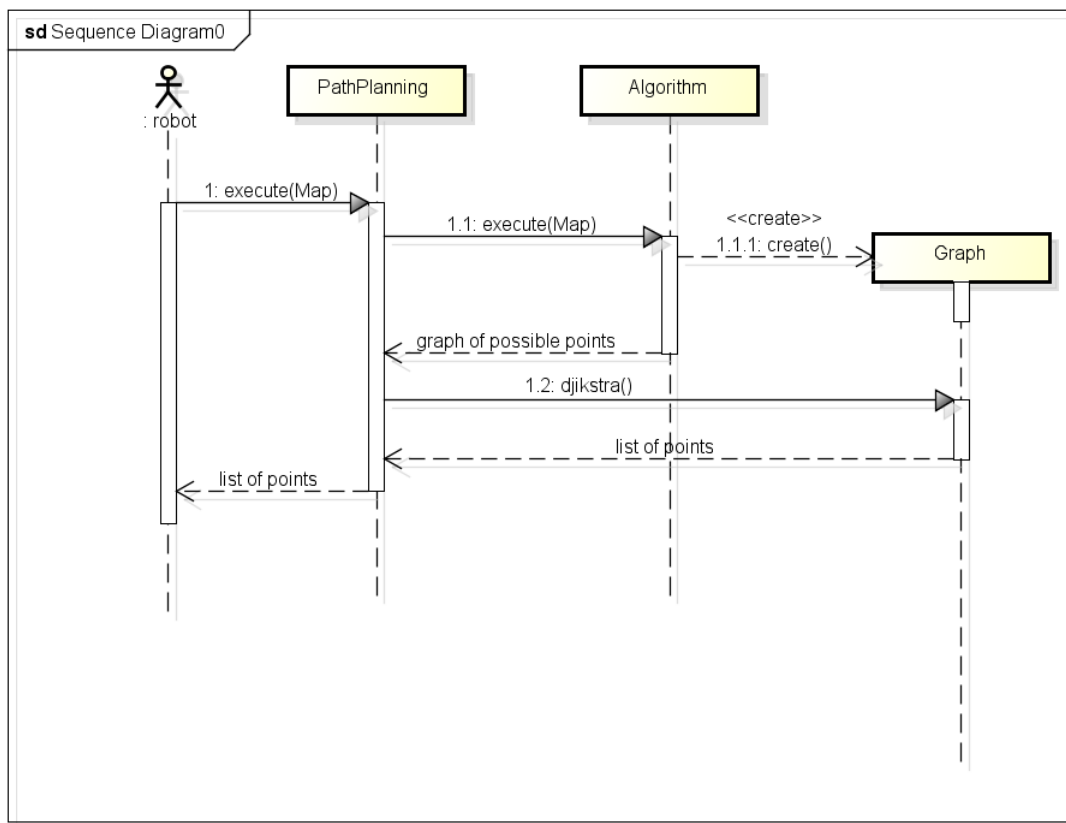 sd Sequence Diagram0
: robot
PathPlanning
Algorithm
1: execute(Map)
1.1: execute(Map)
<<create>>
1.1.1: create()
Graph
graph of possible points
1.2: djikstra()
list of points
list of points